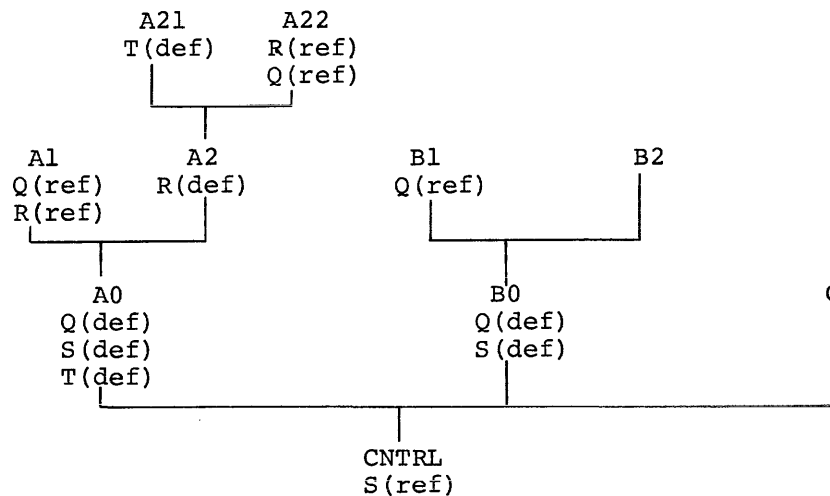 A21 A22
T(def) R(ref)
Q(ref)
A1 A2 B1 B2
Q(ref) R(def) Q(ref)
R(ref)
A0 B0
Q(def) Q(def)
S(def) S(def)
T(def)
CNTRL
S(ref)